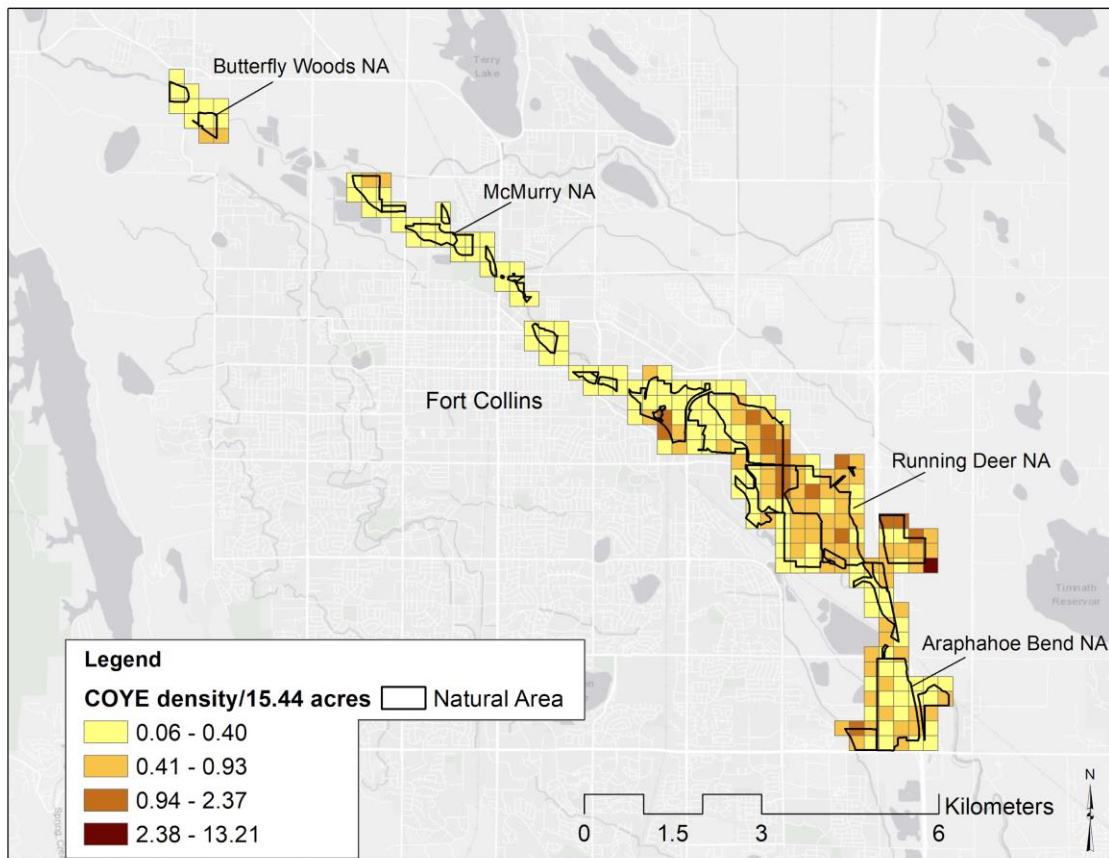 Terry
Lake
Butterfly Woods NA
McMurry NA
Fort Collins
Running Deer NA
Timnath
Reservoir
Araphahoe Bend NA
Legend
COYE density/15.44 acres
Natural Area
0.06 - 0.40
0.41 - 0.93
0.94 - 2.37
2.38 - 13.21
Kilometers
0 1.5 3 6
N